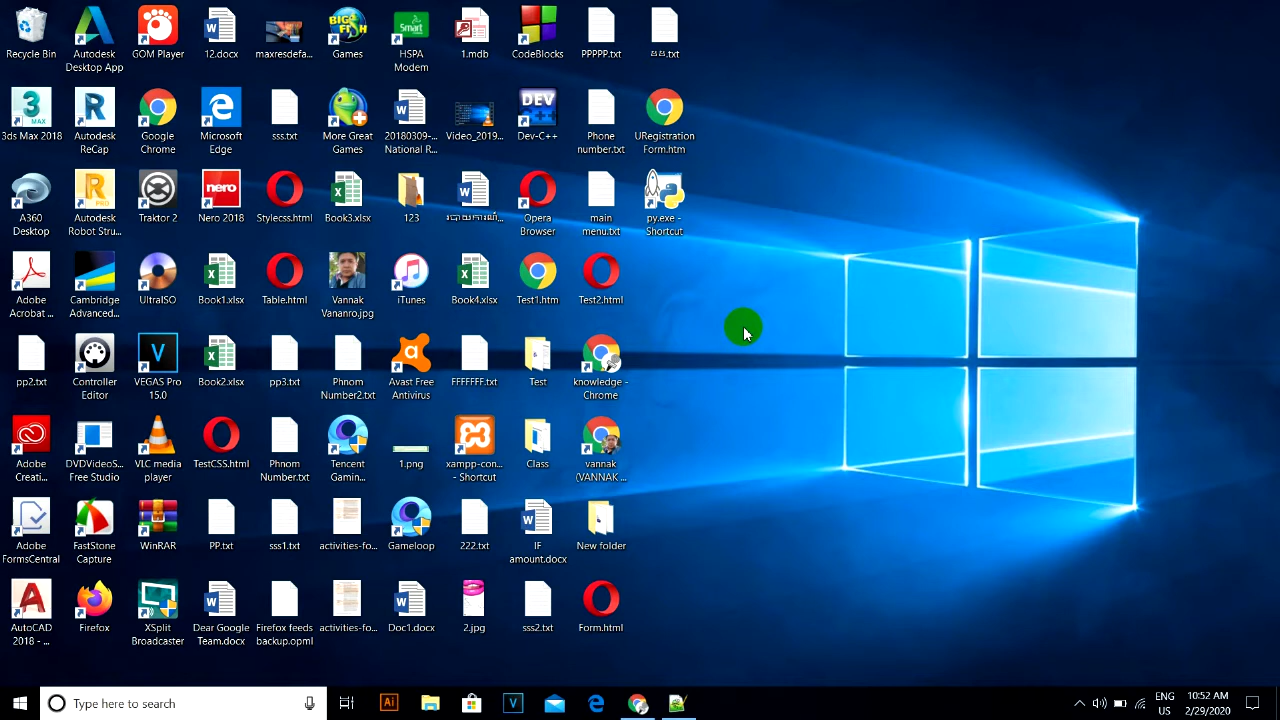 Recycle Bin
Autodesk
Desktop App
GOM Player
12.docx
maxresdefa...
Games
HSPA
Modem
1.mdb
CodeBlocks
PPPPP.txt
3ds Max 2018
Autodesk
ReCap
Google
Chrome
Microsoft
Edge
sss.txt
More Great
Games
20180309-...
National R...
Video_2019...
Dev-C++
Phone
number.txt
URegistration
Form.htm
A360
Desktop
Autodesk
Robot Stru...
Traktor 2
Nero 2018
Stylecss.html
Book3.xlsx
123
Opera
Browser
main
menu.txt
py.exe -
Shortcut
Adobe
Acrobat ...
Cambridge
Advanced...
UltraISO
Book1.xlsx
Table.html
Vannak
Vananro.jpg
iTunes
Book4.xlsx
Test1.htm
Test2.html
pp2.txt
Controller
Editor
VEGAS Pro
15.0
Book2.xlsx
pp3.txt
Phnom
Number2.txt
Avast Free
Antivirus
FFFFFFF.txt
Test
knowledge -
Chrome
Adobe
Creati...
DVDVideoS...
Free Studio
VLC media
player
TestCSS.html
Phnom
Number.txt
Tencent
Gamin...
1.png
xampp-con...
- Shortcut
Class
vannak
(VANNAK ...
Adobe
FormsCentral
FastStone
Capture
WinRAR
PP.txt
sss1.txt
activities-fo...
Gameloop
222.txt
IF
amount.docx
New folder
AutoCAD
2018 - ...
Firefox
XSplit
Broadcaster
Dear Google
Team.docx
Firefox feeds
backup.opml
activities-fo...
Doc1.docx
2.jpg
sss2.txt
Form.html
Type here to search
ENG
US
10:52 AM
2/29/2020